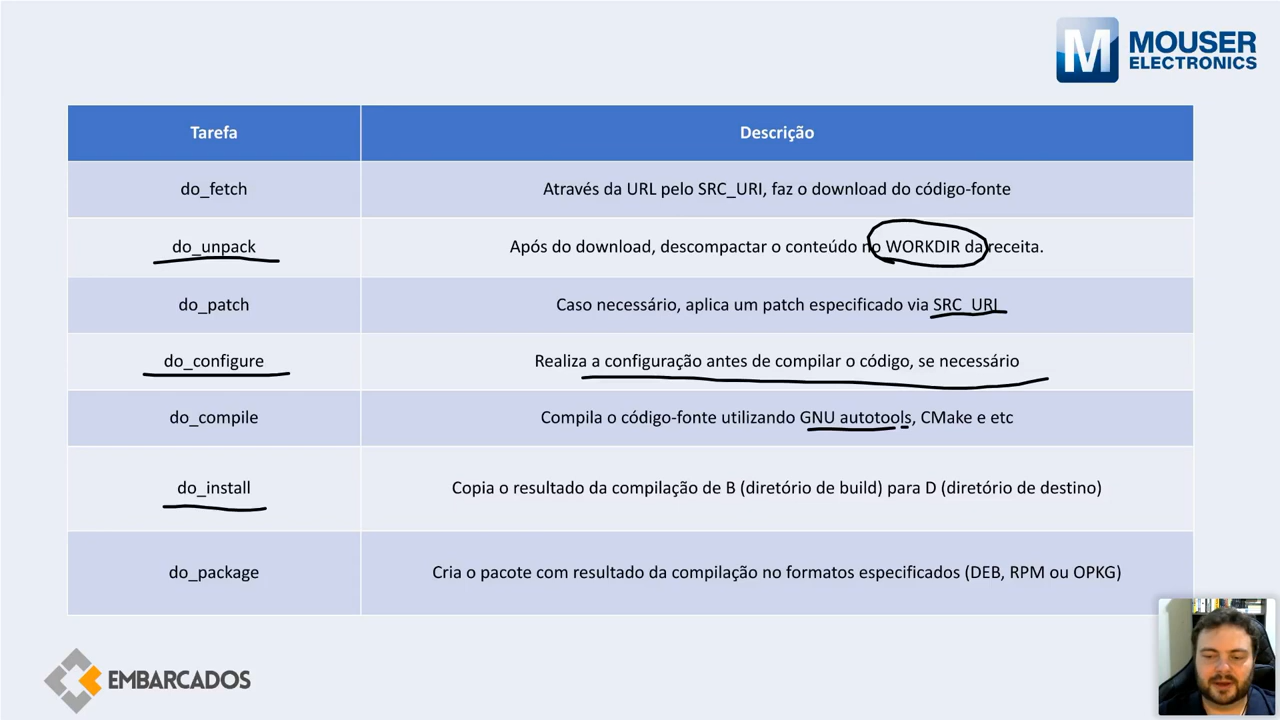 M MOUSER
ELECTRONICS
Tarefa Descrição
do_fetch Através da URL pelo SRC_URI, faz o download do código-fonte
do_unpack Após do download, descompactar o conteúdo no WORKDIR da receita.
do_patch Caso necessário, aplica um patch especificado via SRC_URI
do_configure Realiza a configuração antes de compilar o código, se necessário
do_compile Compila o código-fonte utilizando GNU autotools, CMake e etc
do_install Copia o resultado da compilação de B (diretório de build) para D (diretório de destino)
do_package Cria o pacote com resultado da compilação no formatos especificados (DEB, RPM ou OPKG)
EMBARCADOS